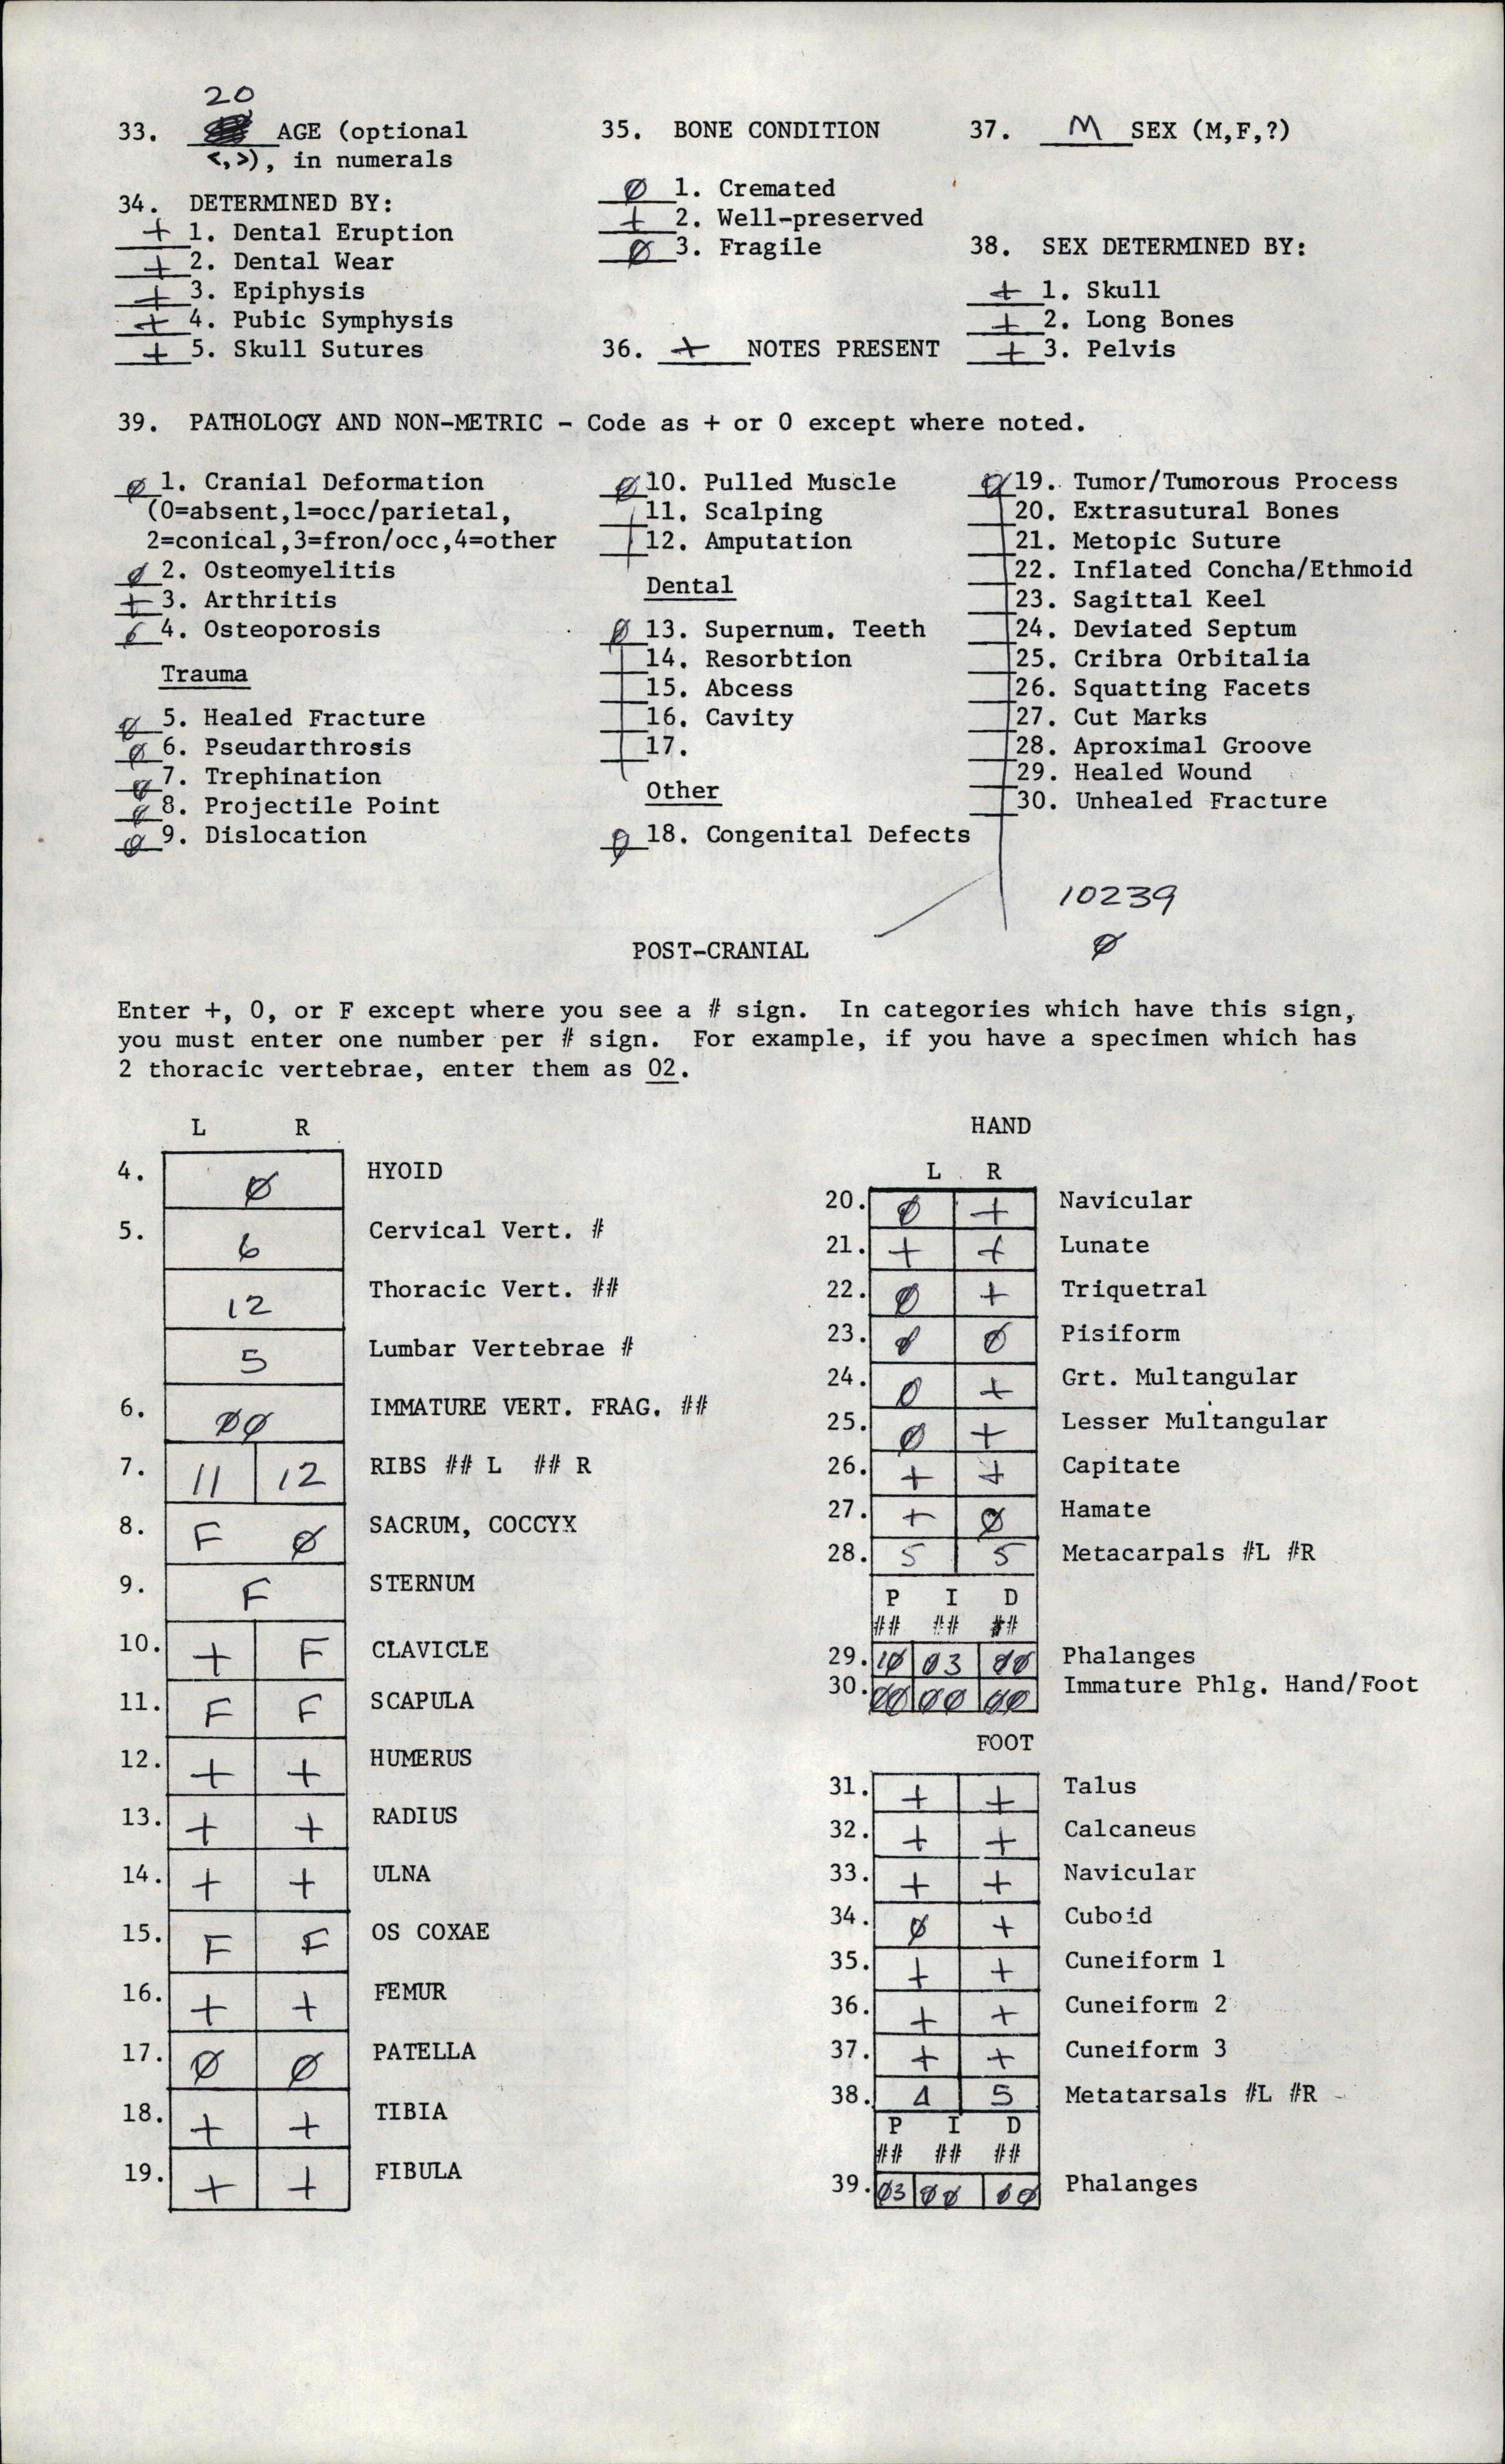 20
33. AGE (optional
<,>), in numerals
34. DETERMINED BY:
+ 1. Dental Eruption
+ 2. Dental Wear
+ 3. Epiphysis
+ 4. Pubic Symphysis
+ 5. Skull Sutures
35. BONE CONDITION
Ø 1. Cremated
+ 2. Well-preserved
Ø 3. Fragile
36. + NOTES PRESENT
37. M SEX (M,F,?)
38. SEX DETERMINED BY:
+ 1. Skull
+ 2. Long Bones
+ 3. Pelvis
39. PATHOLOGY AND NON-METRIC - Code as + or 0 except where noted.
Ø 1. Cranial Deformation
(0=absent,1=occ/parietal,
2=conical,3=fron/occ,4=other
Ø 2. Osteomyelitis
+ 3. Arthritis
Ø 4. Osteoporosis
Trauma
Ø 5. Healed Fracture
Ø 6. Pseudarthrosis
Ø 7. Trephination
Ø 8. Projectile Point
Ø 9. Dislocation
Ø 10. Pulled Muscle
11. Scalping
12. Amputation
Dental
Ø 13. Supernum. Teeth
14. Resorbtion
15. Abcess
16. Cavity
17.
Other
Ø 18. Congenital Defects
Ø 19. Tumor/Tumorous Process
20. Extrasutural Bones
21. Metopic Suture
22. Inflated Concha/Ethmoid
23. Sagittal Keel
24. Deviated Septum
25. Cribra Orbitalia
26. Squatting Facets
27. Cut Marks
28. Aproximal Groove
29. Healed Wound
30. Unhealed Fracture
10239
Ø
POST-CRANIAL
Enter +, 0, or F except where you see a # sign. In categories which have this sign,
you must enter one number per # sign. For example, if you have a specimen which has
2 thoracic vertebrae, enter them as 02.
L R
4. Ø HYOID
5. 6 Cervical Vert. #
12 Thoracic Vert. ##
5 Lumbar Vertebrae #
6. ØØ IMMATURE VERT. FRAG. ##
7. 11 12 RIBS ## L ## R
8. F Ø SACRUM, COCCYX
9. F STERNUM
10. + F CLAVICLE
11. F F SCAPULA
12. + + HUMERUS
13. + + RADIUS
14. + + ULNA
15. F F OS COXAE
16. + + FEMUR
17. Ø Ø PATELLA
18. + + TIBIA
19. + + FIBULA
HAND
L R
20. Ø + Navicular
21. + + Lunate
22. Ø + Triquetral
23. Ø Ø Pisiform
24. Ø + Grt. Multangular
25. Ø + Lesser Multangular
26. + + Capitate
27. + Ø Hamate
28. 5 5 Metacarpals #L #R
P I D
## ## ##
29. 1Ø Ø3 ØØ Phalanges
30. ØØ ØØ ØØ Immature Phlg. Hand/Foot
FOOT
31. + + Talus
32. + + Calcaneus
33. + + Navicular
34. Ø + Cuboid
35. + + Cuneiform 1
36. + + Cuneiform 2
37. + + Cuneiform 3
38. 4 5 Metatarsals #L #R
P I D
## ## ##
39. Ø3 ØØ ØØ Phalanges